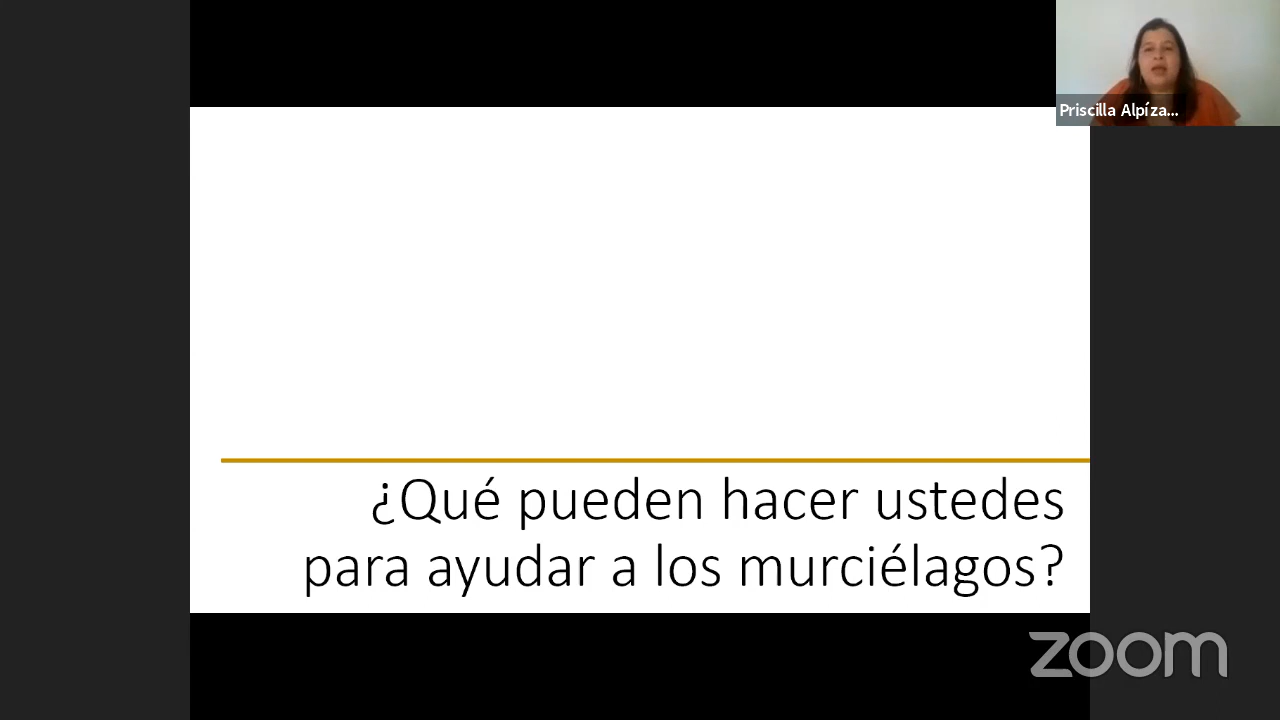 Priscilla Alpíza...
¿Qué pueden hacer ustedes
para ayudar a los murciélagos?
zoom